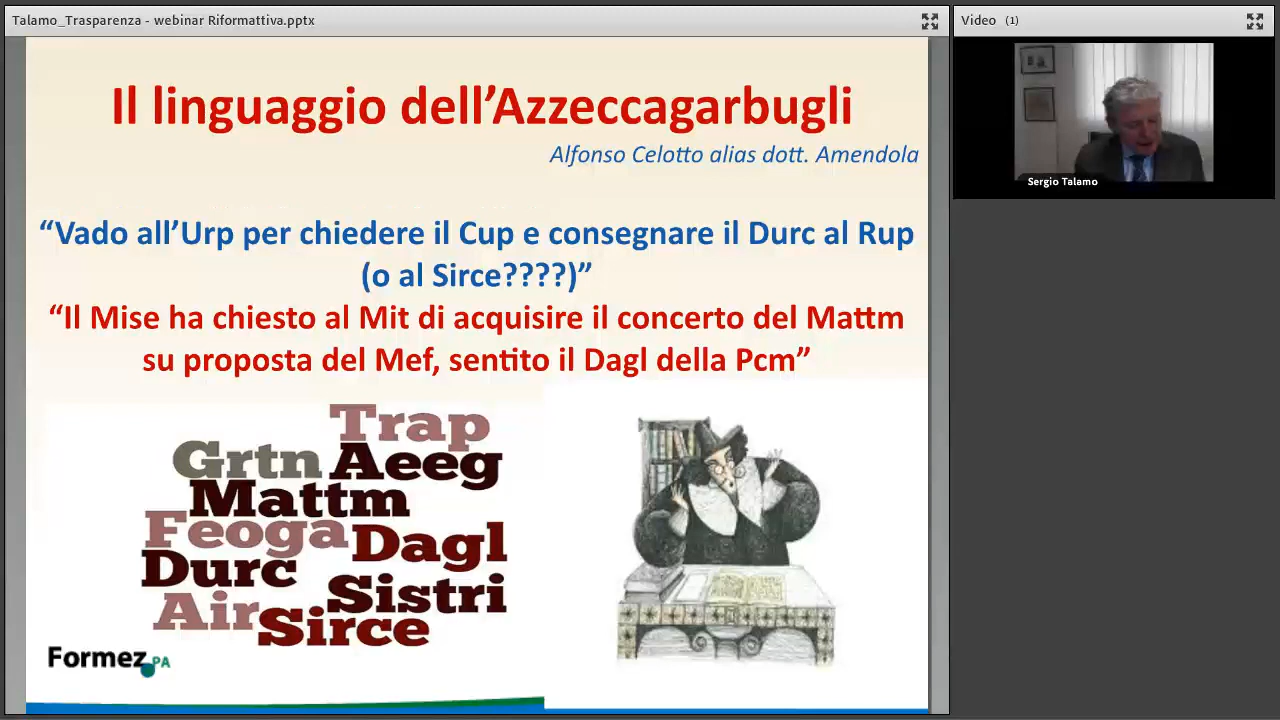 Talamo_Trasparenza - webinar Riformattiva.pptx
Video (1)
Sergio Talamo
Il linguaggio dell’Azzeccagarbugli
Alfonso Celotto alias dott. Amendola
“Vado all’Urp per chiedere il Cup e consegnare il Durc al Rup
(o al Sirce????)”
“Il Mise ha chiesto al Mit di acquisire il concerto del Mattm
su proposta del Mef, sentito il Dagl della Pcm”
Trap
Grtn Aeeg
Mattm
Feoga Dagl
Durc
Sistri
Air Sirce
Formez PA